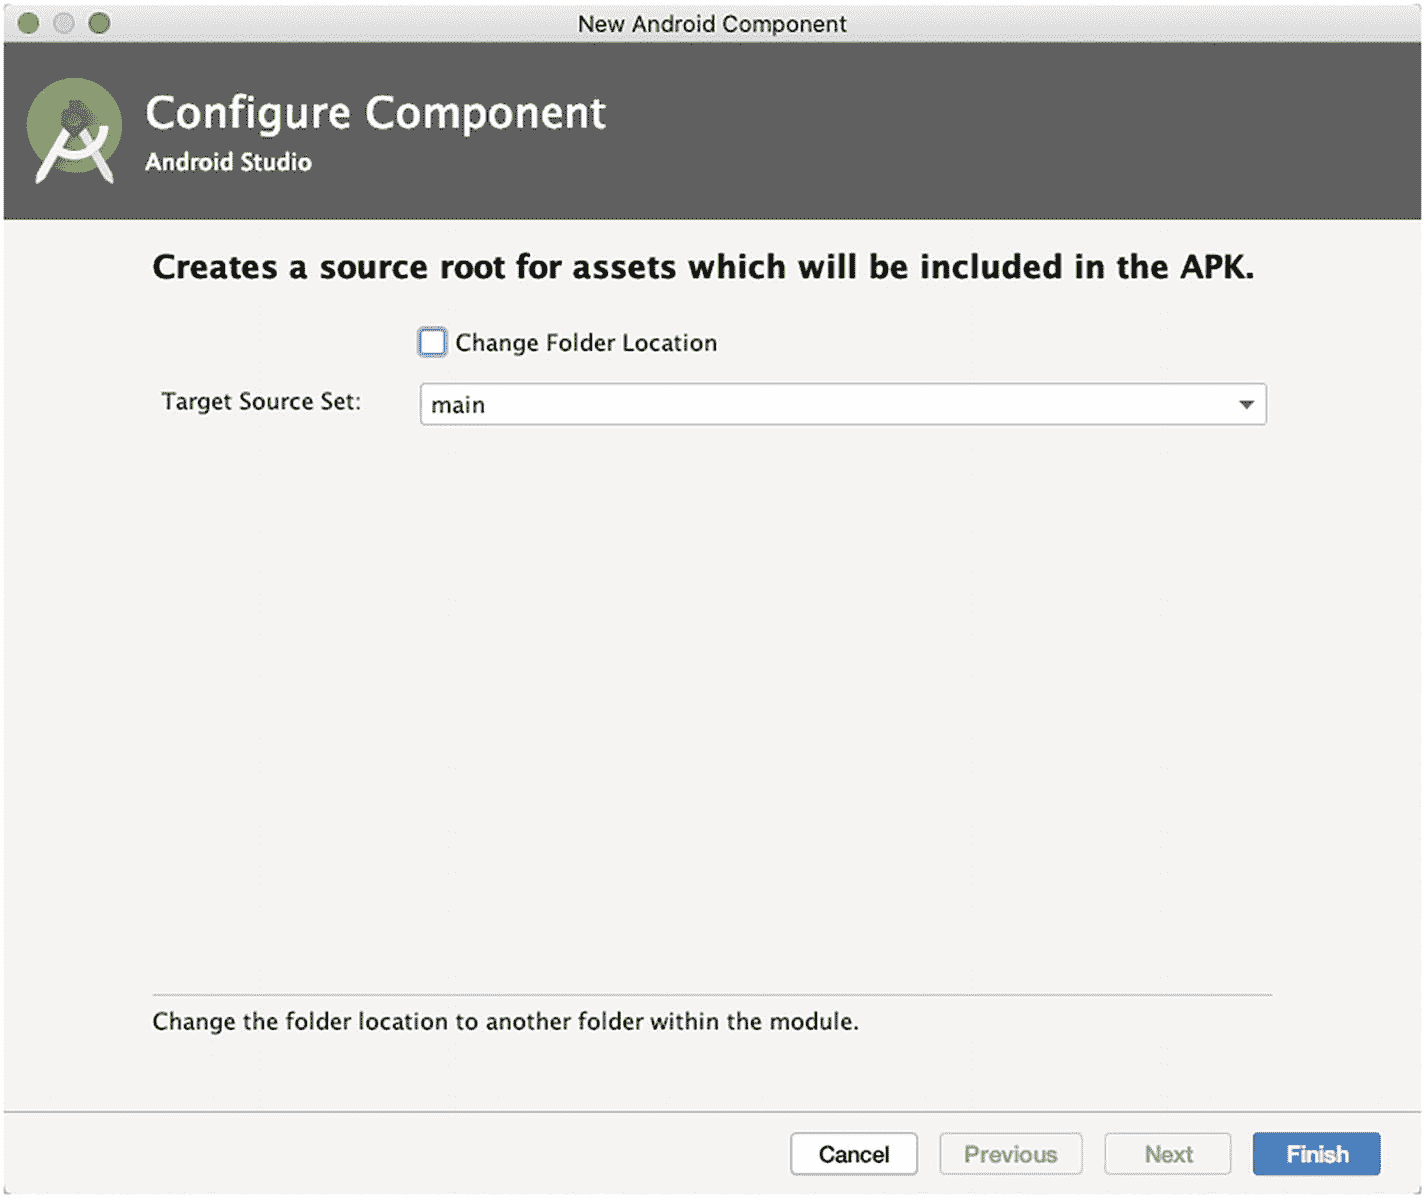 New Android Component
Configure Component
Android Studio
Creates a source root for assets which will be included in the APK.
Change Folder Location
Target Source Set:
main
Change the folder location to another folder within the module.
Cancel
Previous
Next
Finish